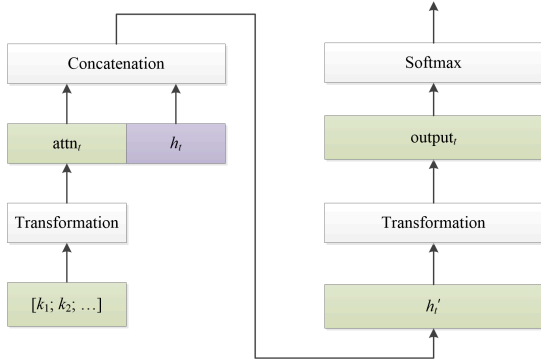 Concatenation
attnₜ
hₜ
Transformation
[k₁; k₂; …]
Softmax
outputₜ
Transformation
hₜ′